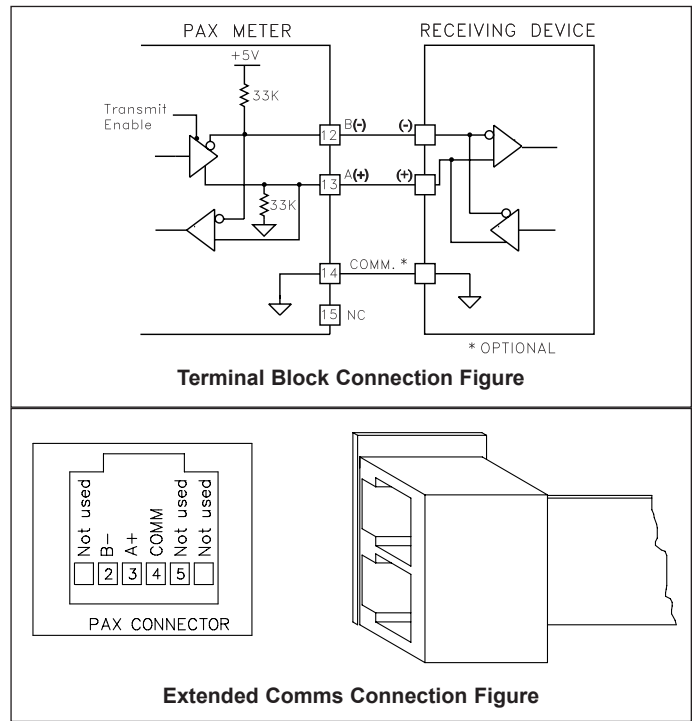 PAX METER
RECEIVING DEVICE
+5V
33K
Transmit
Enable
12 B(-) (-)
13 A(+) (+)
33K
14 COMM. *
15 NC
* OPTIONAL
Terminal Block Connection Figure
Not used
B-
A+
COMM
Not used
Not used
2 3 4 5
PAX CONNECTOR
Extended Comms Connection Figure